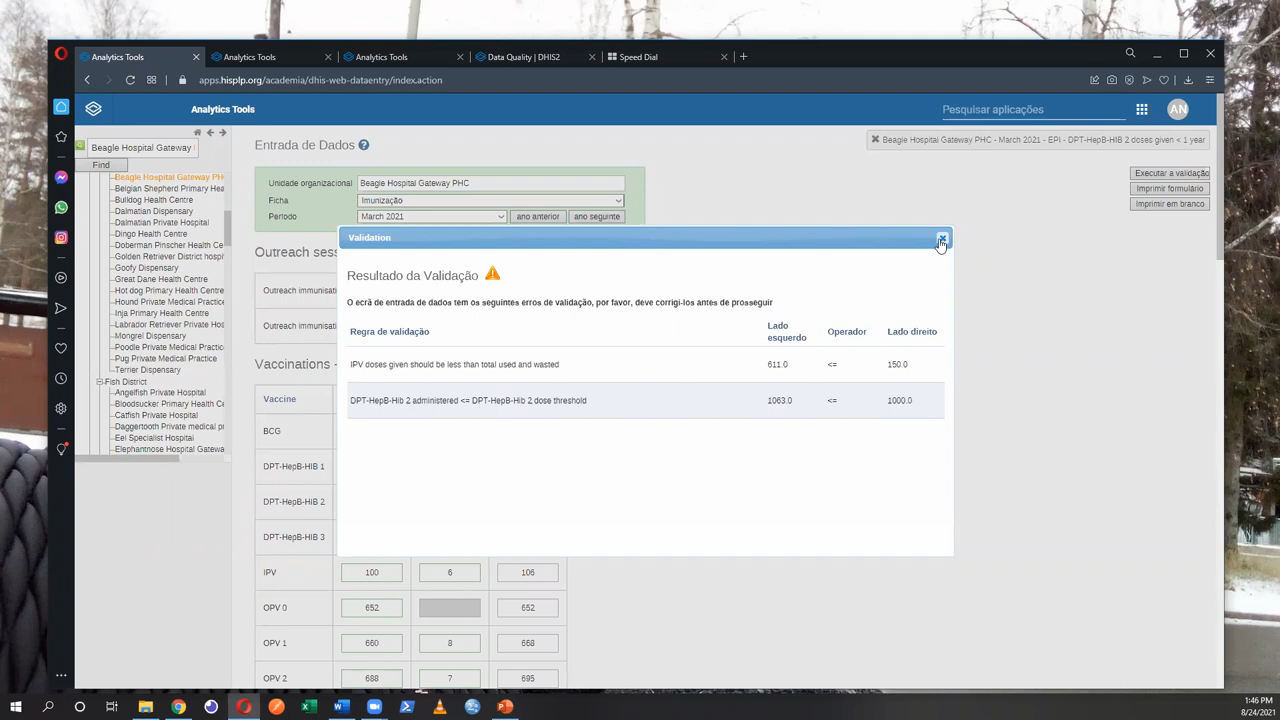 Analytics Tools
Analytics Tools
Analytics Tools
Data Quality | DHIS2
Speed Dial
apps.hisplp.org/academia/dhis-web-dataentry/index.action
Analytics Tools
Pesquisar aplicações
AN
Beagle Hospital Gateway
Find
Beagle Hospital Gateway PH
Belgian Shepherd Primary Hea
Bulldog Health Centre
Dalmatian Dispensary
Dalmatian Private Hospital
Dingo Health Centre
Doberman Pinscher Health Ce
Golden Retriever District hospi
Goofy Dispensary
Great Dane Health Centre
Hot dog Primary Health Centre
Hound Private Medical Practice
Inja Primary Health Centre
Labrador Retriever Private Hos
Mongrel Dispensary
Poodle Private Medical Practic
Pug Private Medical Practice
Terrier Dispensary
Fish District
Angelfish Private Hospital
Bloodsucker Primary Health C
Catfish Private Hospital
Daggertooth Private medical pr
Eel Specialist Hospital
Elephantnose Hospital Gatewa
Entrada de Dados
Beagle Hospital Gateway PHC - March 2021 - EPI - DPT-HepB-HIB 2 doses given < 1 year
Executar a validação
Imprimir formulário
Imprimir em branco
Unidade organizacional Beagle Hospital Gateway PHC
Ficha Imunização
Período March 2021 ano anterior ano seguinte
Outreach sess
Outreach immunisati
Outreach immunisati
Vaccinations -
Validation
Resultado da Validação
O ecrã de entrada de dados tem os seguintes erros de validação, por favor, deve corrigi-los antes de prosseguir
Regra de validação Lado esquerdo Operador Lado direito
IPV doses given should be less than total used and wasted 611.0 <= 150.0
DPT-HepB-Hib 2 administered <= DPT-HepB-Hib 2 dose threshold 1063.0 <= 1000.0
Vaccine
BCG
DPT-HepB-HIB 1
DPT-HepB-HIB 2
DPT-HepB-HIB 3
IPV 100 6 106
OPV 0 652 652
OPV 1 660 8 668
OPV 2 688 7 695
1:46 PM
8/24/2021